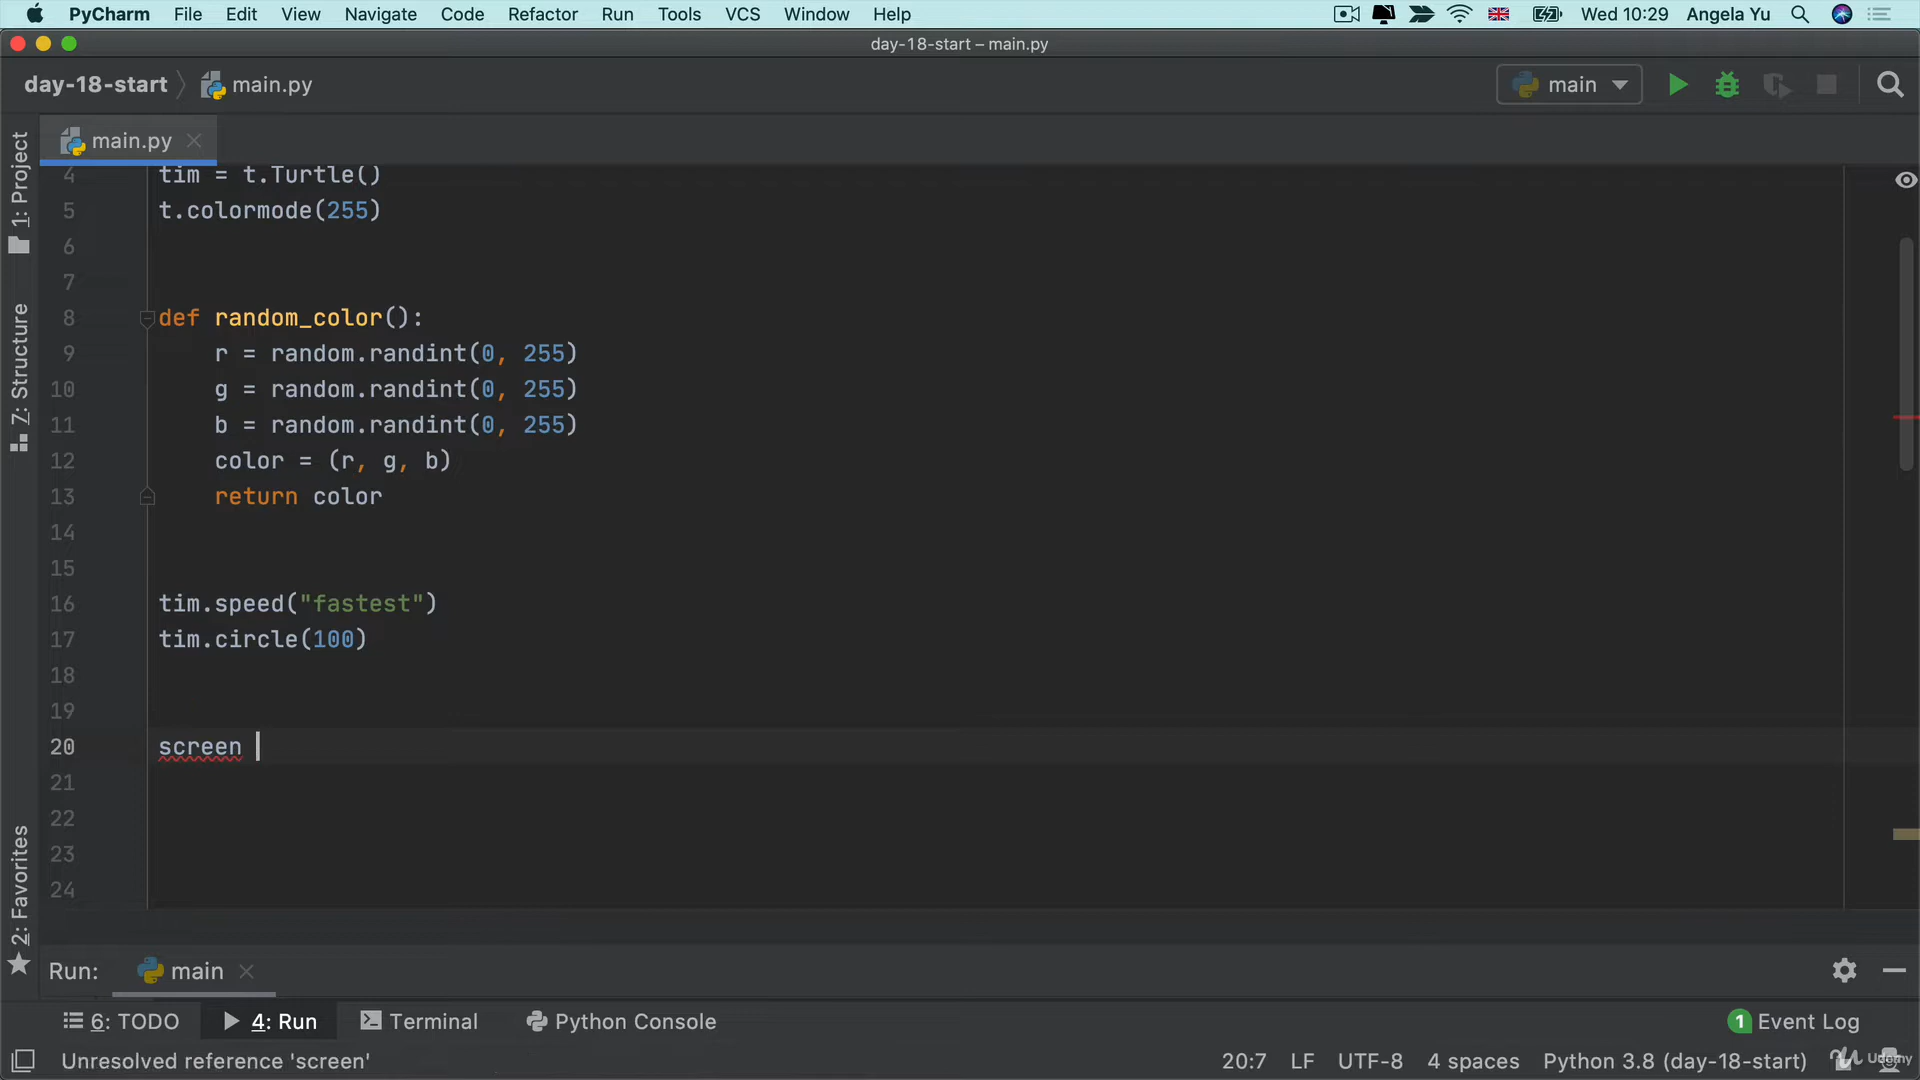 PyCharm File Edit View Navigate Code Refactor Run Tools VCS Window Help Wed 10:29 Angela Yu
day-18-start – main.py
day-18-start main.py main
main.py
1: Project
7: Structure
2: Favorites
4 tim = t.Turtle()
5 t.colormode(255)
6
7
8 def random_color():
9 r = random.randint(0, 255)
10 g = random.randint(0, 255)
11 b = random.randint(0, 255)
12 color = (r, g, b)
13 return color
14
15
16 tim.speed("fastest")
17 tim.circle(100)
18
19
20 screen
21
22
23
24
Run: main
6: TODO 4: Run Terminal Python Console 1 Event Log
Unresolved reference 'screen' 20:7 LF UTF-8 4 spaces Python 3.8 (day-18-start) Udemy